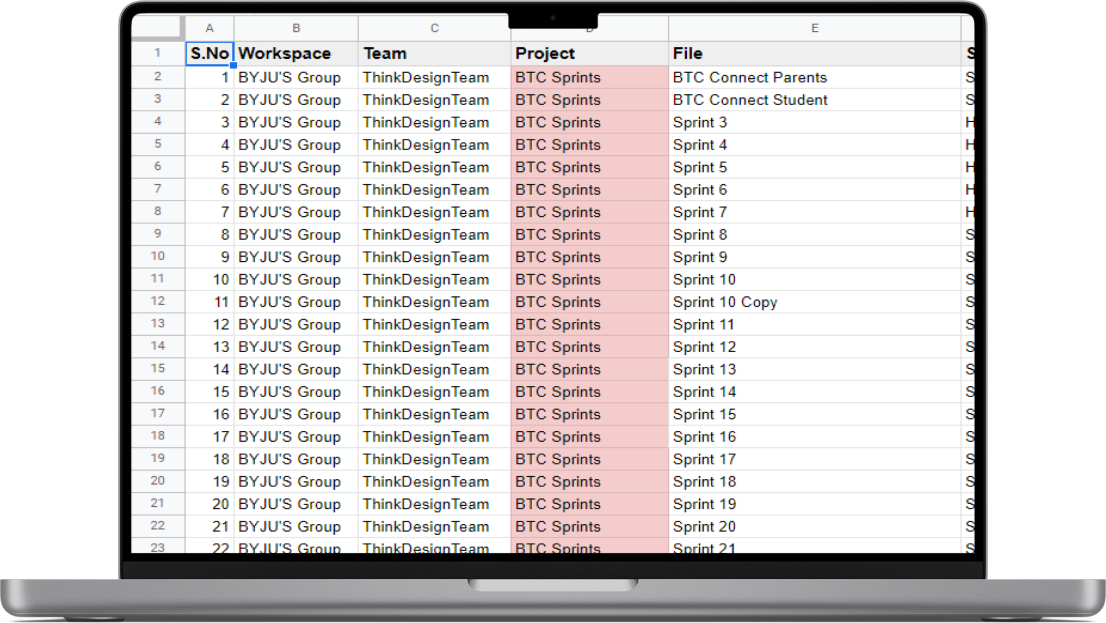 A B C D E
1 S.No Workspace Team Project File S
2 1 BYJU'S Group ThinkDesignTeam BTC Sprints BTC Connect Parents S
3 2 BYJU'S Group ThinkDesignTeam BTC Sprints BTC Connect Student S
4 3 BYJU'S Group ThinkDesignTeam BTC Sprints Sprint 3 H
5 4 BYJU'S Group ThinkDesignTeam BTC Sprints Sprint 4 H
6 5 BYJU'S Group ThinkDesignTeam BTC Sprints Sprint 5 H
7 6 BYJU'S Group ThinkDesignTeam BTC Sprints Sprint 6 H
8 7 BYJU'S Group ThinkDesignTeam BTC Sprints Sprint 7 H
9 8 BYJU'S Group ThinkDesignTeam BTC Sprints Sprint 8 S
10 9 BYJU'S Group ThinkDesignTeam BTC Sprints Sprint 9 S
11 10 BYJU'S Group ThinkDesignTeam BTC Sprints Sprint 10 S
12 11 BYJU'S Group ThinkDesignTeam BTC Sprints Sprint 10 Copy S
13 12 BYJU'S Group ThinkDesignTeam BTC Sprints Sprint 11 S
14 13 BYJU'S Group ThinkDesignTeam BTC Sprints Sprint 12 S
15 14 BYJU'S Group ThinkDesignTeam BTC Sprints Sprint 13 S
16 15 BYJU'S Group ThinkDesignTeam BTC Sprints Sprint 14 S
17 16 BYJU'S Group ThinkDesignTeam BTC Sprints Sprint 15 S
18 17 BYJU'S Group ThinkDesignTeam BTC Sprints Sprint 16 S
19 18 BYJU'S Group ThinkDesignTeam BTC Sprints Sprint 17 S
20 19 BYJU'S Group ThinkDesignTeam BTC Sprints Sprint 18 S
21 20 BYJU'S Group ThinkDesignTeam BTC Sprints Sprint 19 S
22 21 BYJU'S Group ThinkDesignTeam BTC Sprints Sprint 20 S
23 22 BYJU'S Group ThinkDesignTeam BTC Sprints Sprint 21 S